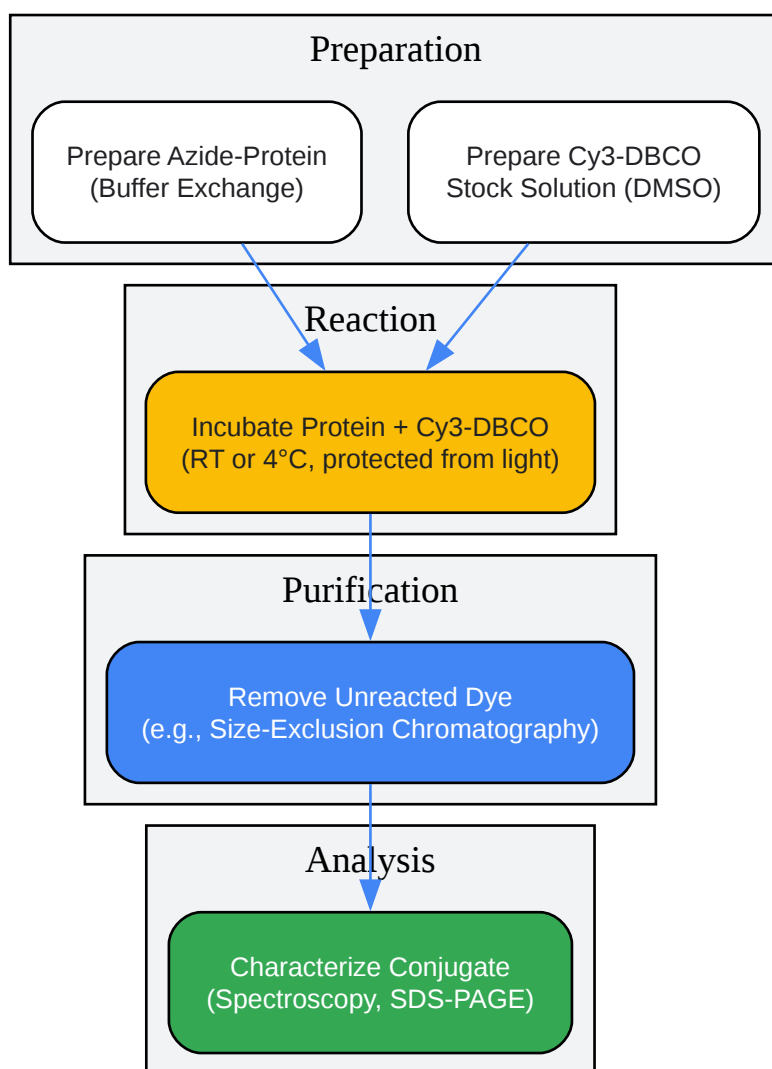 Preparation
Prepare Azide-Protein
(Buffer Exchange)
Prepare Cy3-DBCO
Stock Solution (DMSO)
Reaction
Incubate Protein + Cy3-DBCO
(RT or 4°C, protected from light)
Purification
Remove Unreacted Dye
(e.g., Size-Exclusion Chromatography)
Analysis
Characterize Conjugate
(Spectroscopy, SDS-PAGE)